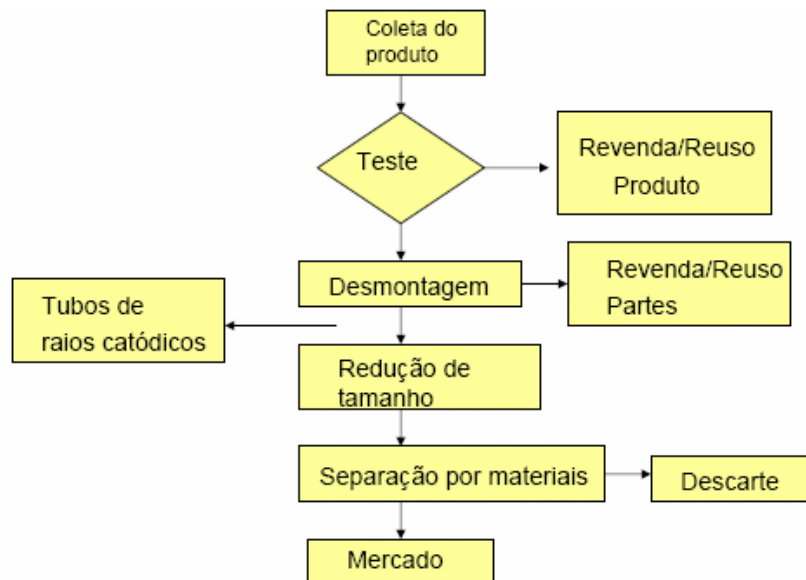 Coleta do
produto
Teste
Revenda/Reuso
Produto
Desmontagem
Revenda/Reuso
Partes
Tubos de
raios catódicos
Redução de
tamanho
Separação por materiais
Descarte
Mercado